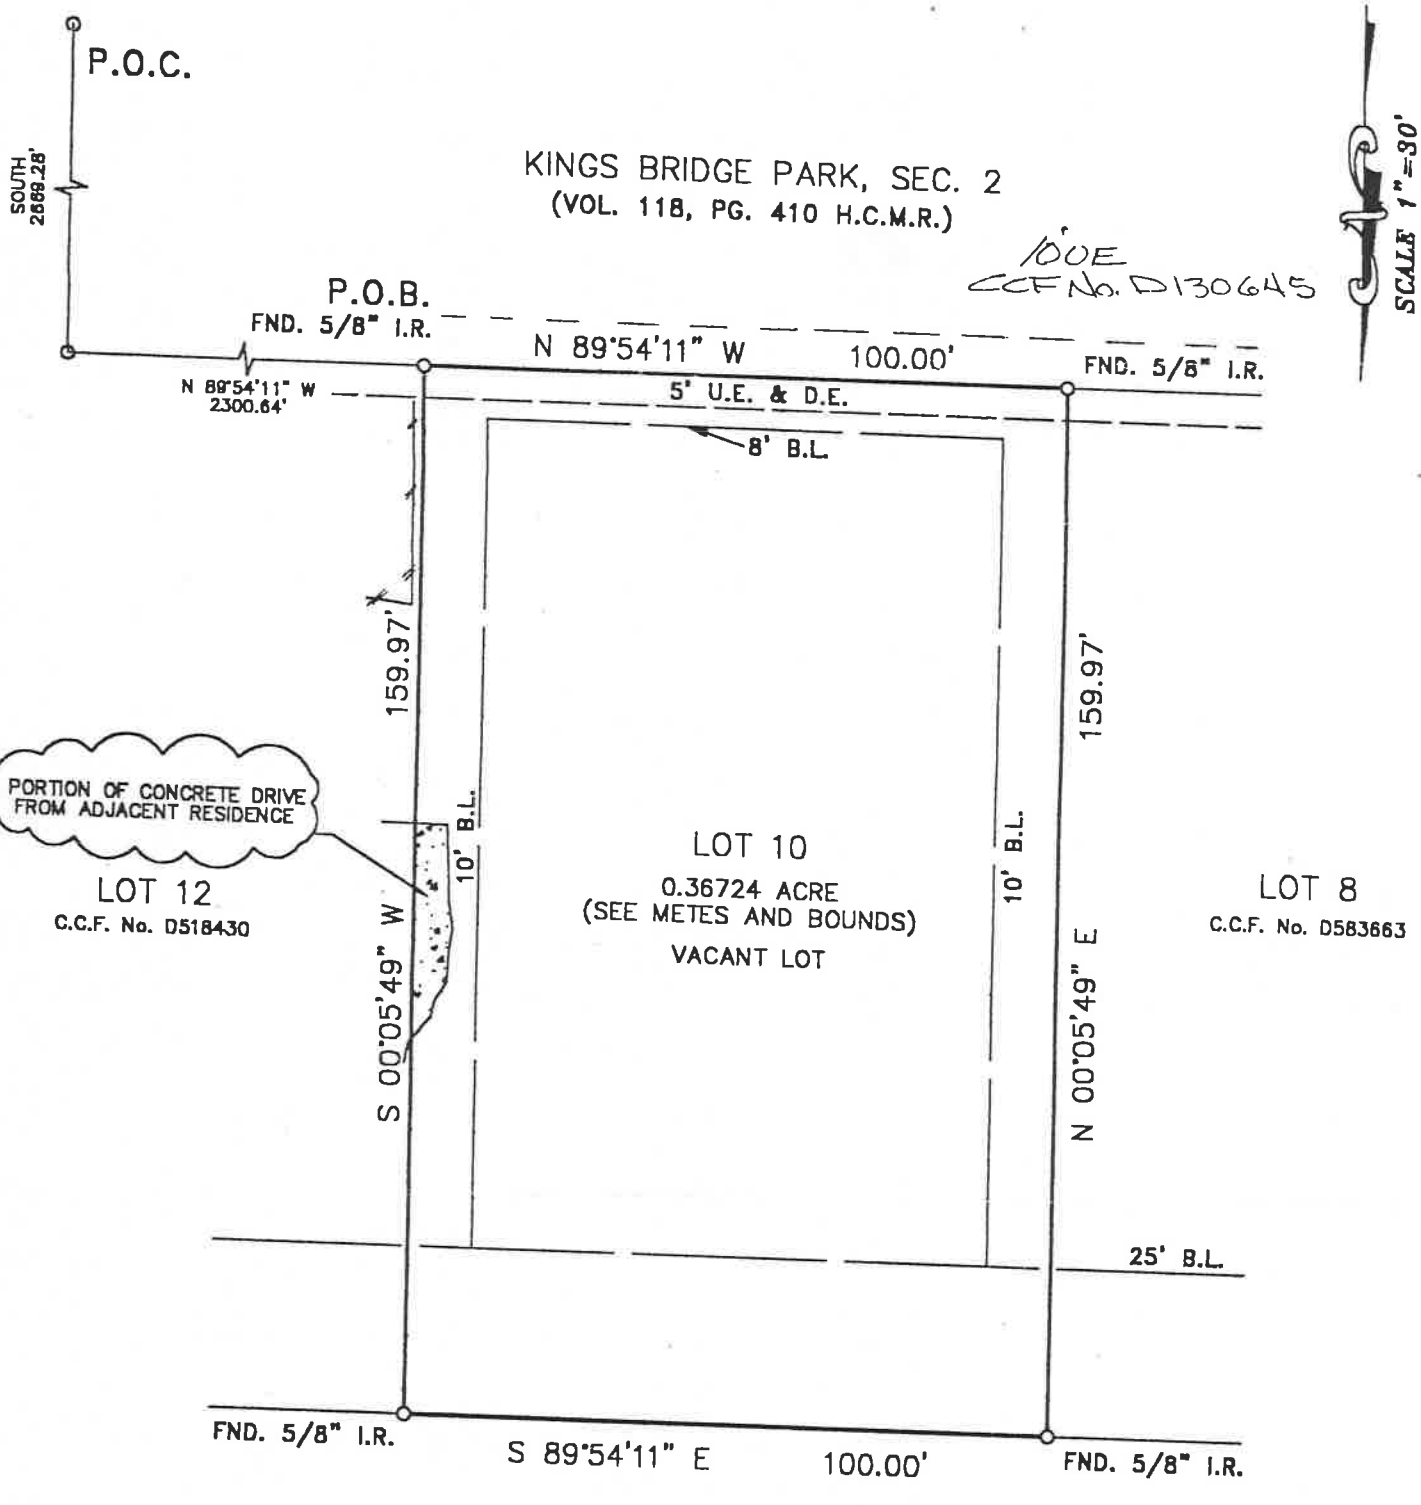 P.O.C.
SOUTH
2669.28'
KINGS BRIDGE PARK, SEC. 2
(VOL. 118, PG. 410 H.C.M.R.)
10'UE
CCF No. D130645
SCALE 1"=30'
P.O.B.
FND. 5/8" I.R.
N 89°54'11" W 100.00'
FND. 5/8" I.R.
N 89°54'11" W
2300.64'
5' U.E. & D.E.
8' B.L.
159.97'
159.97'
PORTION OF CONCRETE DRIVE
FROM ADJACENT RESIDENCE
10' B.L.
10' B.L.
LOT 10
0.36724 ACRE
(SEE METES AND BOUNDS)
VACANT LOT
LOT 12
C.C.F. No. D518430
LOT 8
C.C.F. No. D583663
S 00°05'49" W
N 00°05'49" E
25' B.L.
FND. 5/8" I.R.
S 89°54'11" E 100.00'
FND. 5/8" I.R.